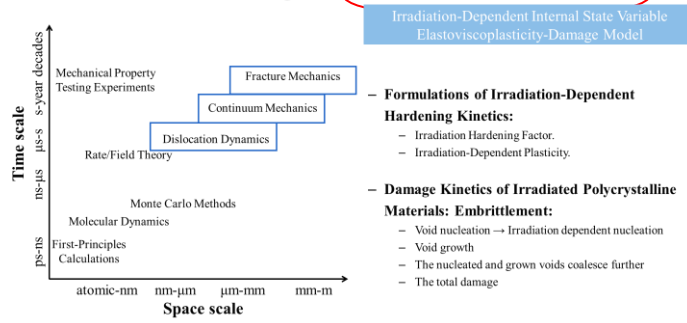 Irradiation-Dependent Internal State Variable
Elastoviscoplasticity-Damage Model
Time scale
s-year decades
μs-s
ns-μs
ps-ns
Mechanical Property
Testing Experiments
Fracture Mechanics
Continuum Mechanics
Dislocation Dynamics
Rate/Field Theory
Monte Carlo Methods
Molecular Dynamics
First-Principles
Calculations
atomic-nm nm-μm μm-mm mm-m
Space scale
– Formulations of Irradiation-Dependent
Hardening Kinetics:
– Irradiation Hardening Factor.
– Irradiation-Dependent Plasticity.
– Damage Kinetics of Irradiated Polycrystalline
Materials: Embrittlement:
– Void nucleation → Irradiation dependent nucleation
– Void growth
– The nucleated and grown voids coalesce further
– The total damage